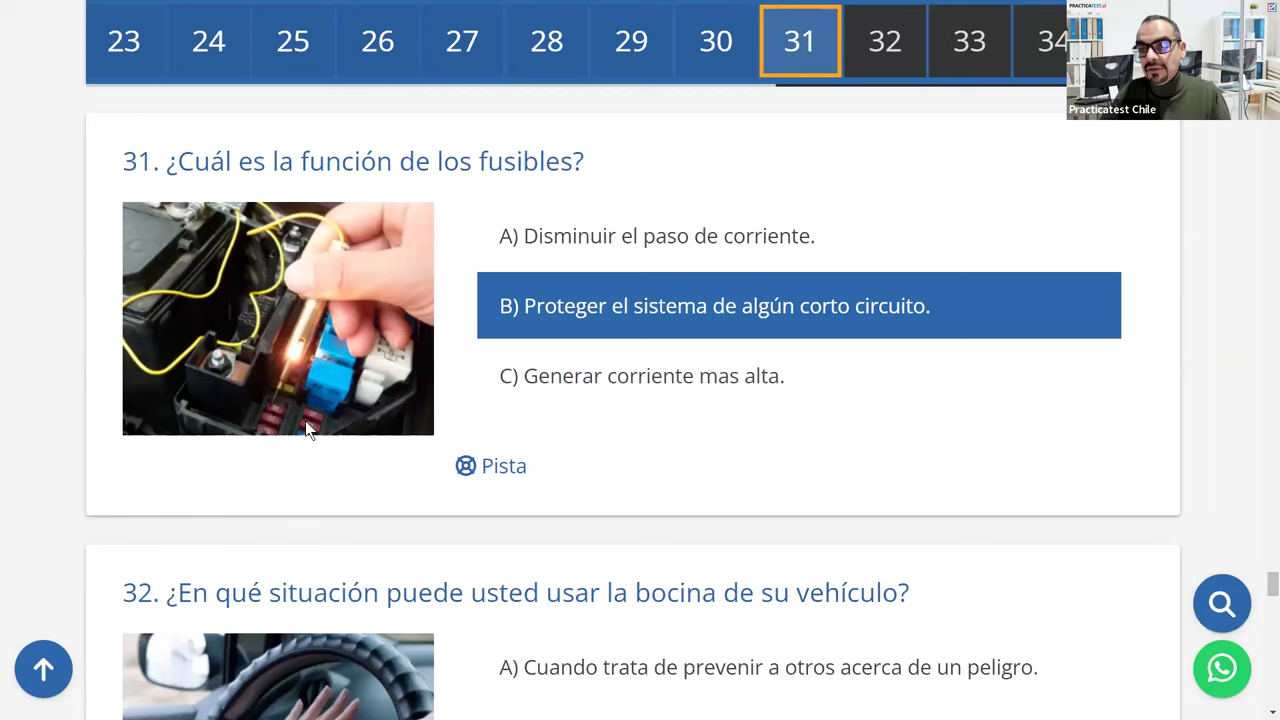 23 24 25 26 27 28 29 30 31 32 33 34
PRACTICATEST.cl
Practicatest Chile
31. ¿Cuál es la función de los fusibles?
A) Disminuir el paso de corriente.
B) Proteger el sistema de algún corto circuito.
C) Generar corriente mas alta.
Pista
32. ¿En qué situación puede usted usar la bocina de su vehículo?
A) Cuando trata de prevenir a otros acerca de un peligro.